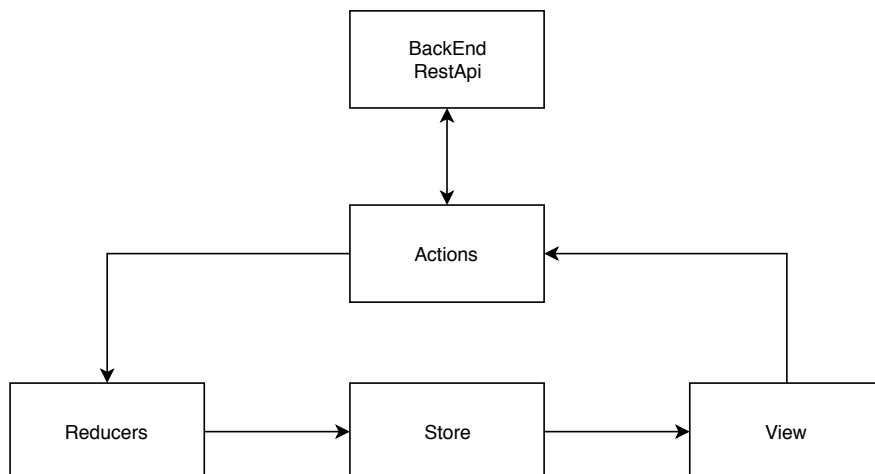 BackEnd
RestApi
Actions
Reducers
Store
View